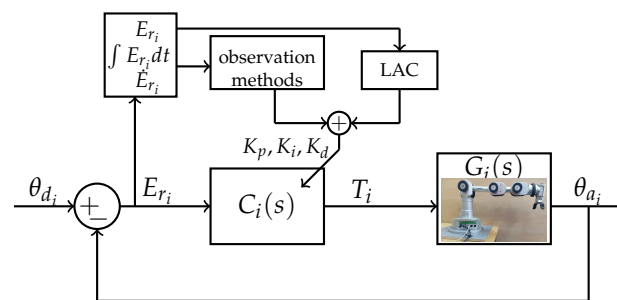 E_{r_i}
∫ E_{r_i} dt
Ė_{r_i}
observation
methods
LAC
+
K_p, K_i, K_d
θ_{d_i}
+
−
E_{r_i}
C_i(s)
T_i
G_i(s)
θ_{a_i}